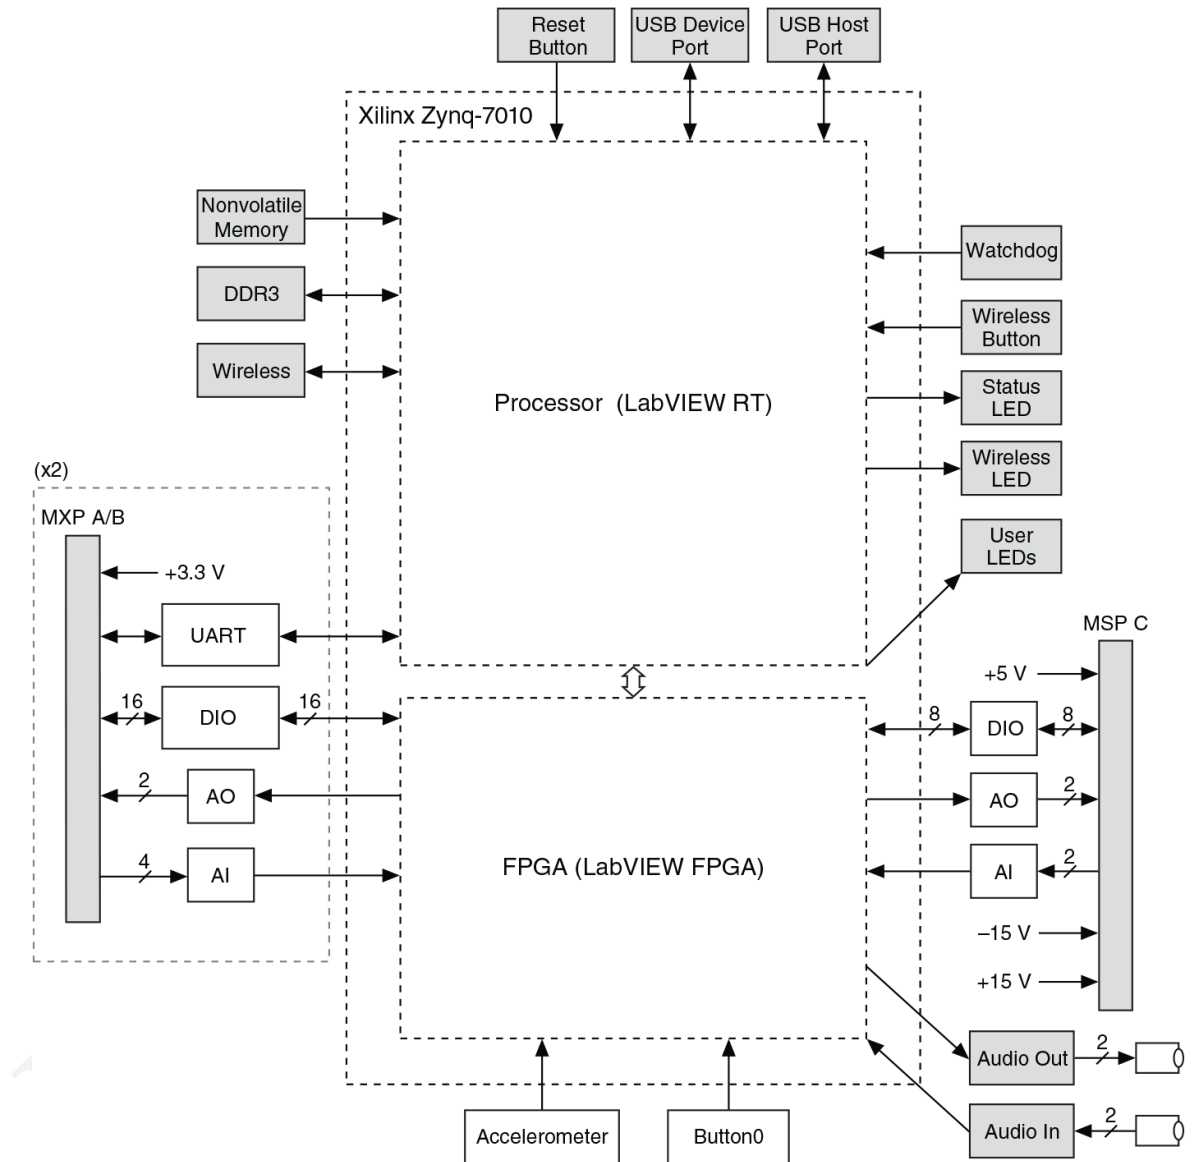 Reset
Button
USB Device
Port
USB Host
Port
Xilinx Zynq-7010
Nonvolatile
Memory
DDR3
Wireless
Processor  (LabVIEW RT)
Watchdog
Wireless
Button
Status
LED
Wireless
LED
User
LEDs
(x2)
MXP A/B
+3.3 V
UART
16
DIO
16
2
AO
4
AI
FPGA (LabVIEW FPGA)
MSP C
+5 V
8
DIO
8
AO
2
AI
2
–15 V
+15 V
Audio Out
2
Audio In
2
Accelerometer
Button0